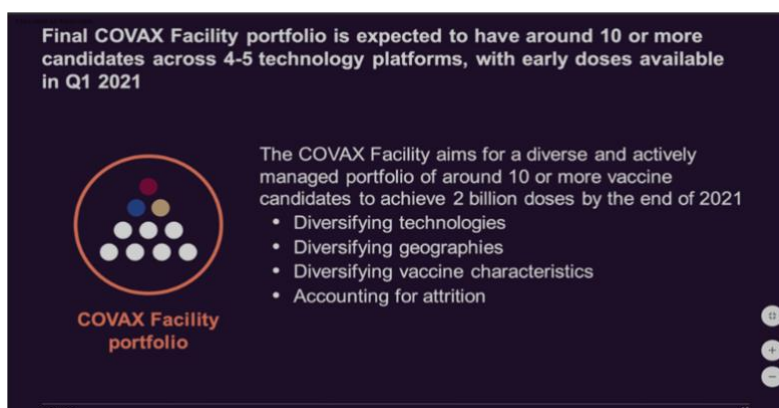 Final COVAX Facility portfolio is expected to have around 10 or more
candidates across 4-5 technology platforms, with early doses available
in Q1 2021
The COVAX Facility aims for a diverse and actively
managed portfolio of around 10 or more vaccine
candidates to achieve 2 billion doses by the end of 2021
• Diversifying technologies
• Diversifying geographies
• Diversifying vaccine characteristics
• Accounting for attrition
COVAX Facility
portfolio